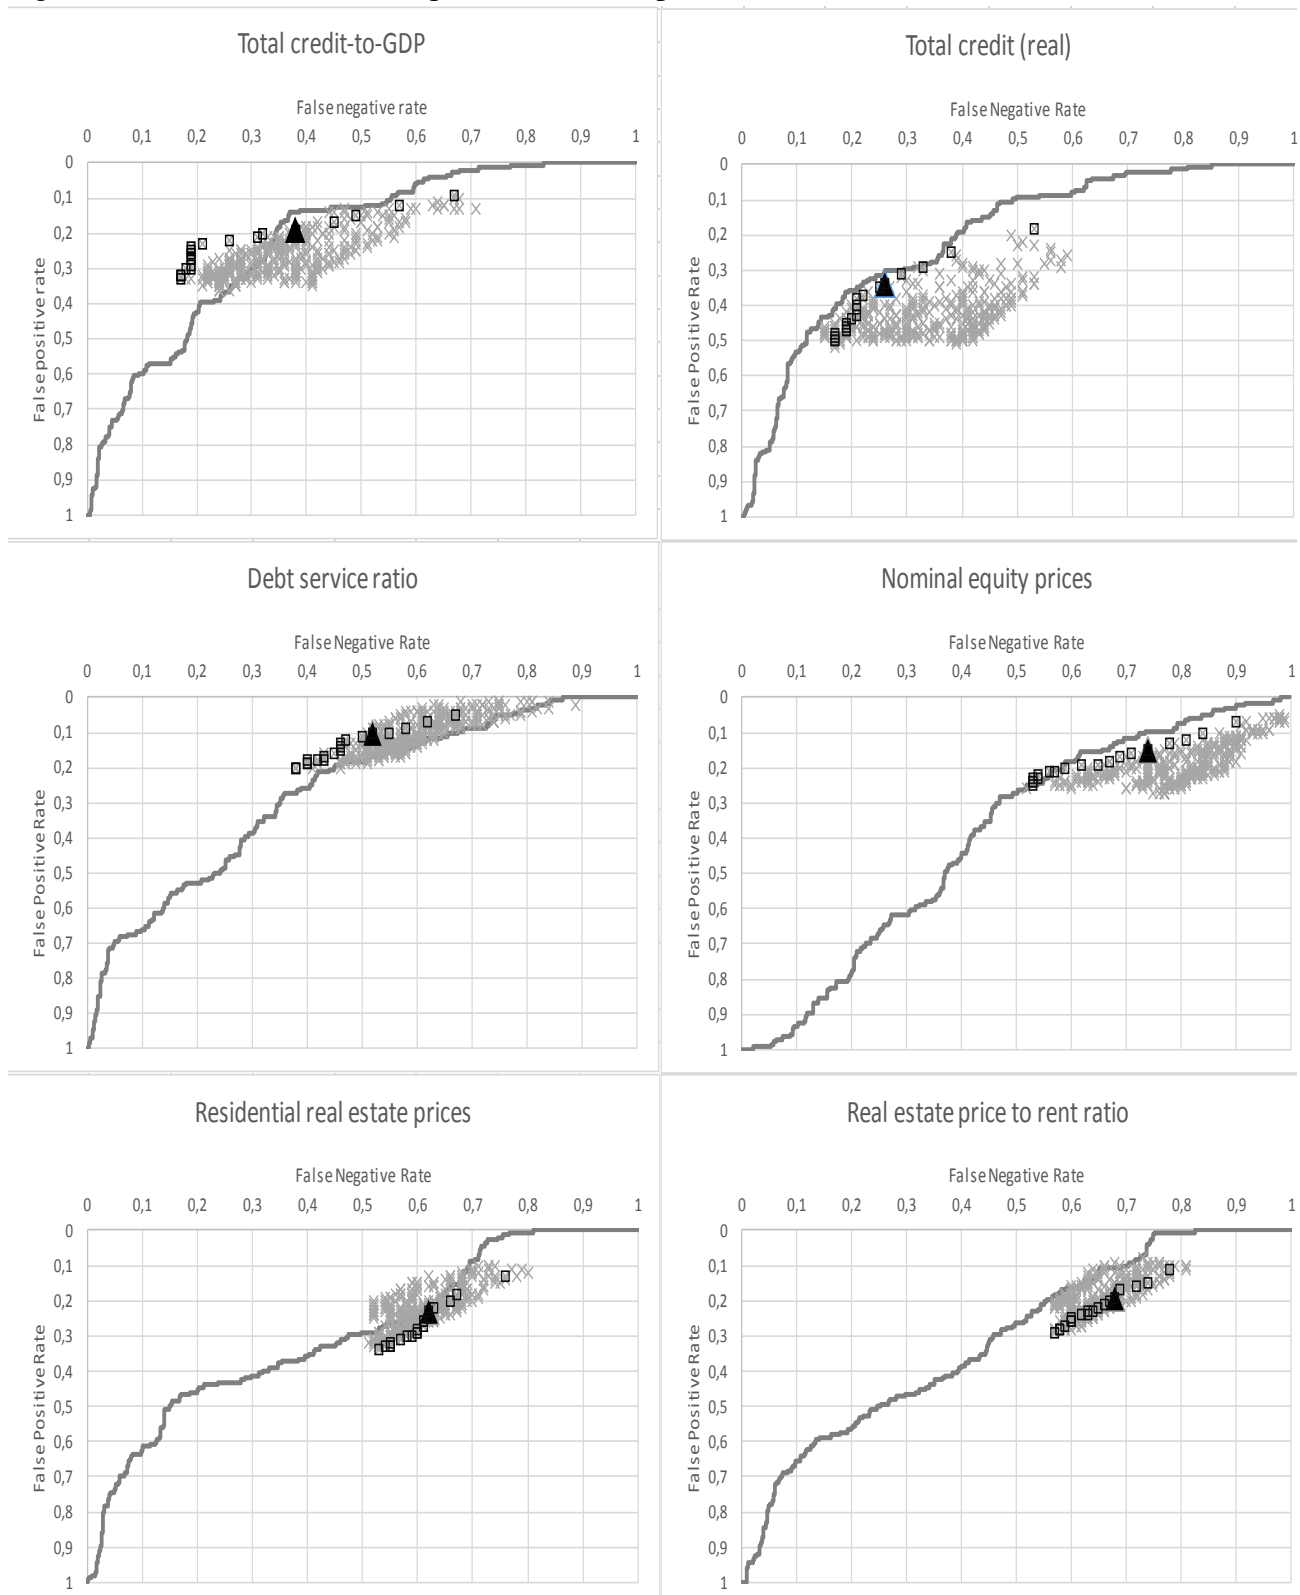 Total credit-to-GDP
False negative rate
0 0,1 0,2 0,3 0,4 0,5 0,6 0,7 0,8 0,9 1
False positive rate
0
0,1
0,2
0,3
0,4
0,5
0,6
0,7
0,8
0,9
1
Total credit (real)
False Negative Rate
0 0,1 0,2 0,3 0,4 0,5 0,6 0,7 0,8 0,9 1
False Positive Rate
0
0,1
0,2
0,3
0,4
0,5
0,6
0,7
0,8
0,9
1
Debt service ratio
False Negative Rate
0 0,1 0,2 0,3 0,4 0,5 0,6 0,7 0,8 0,9 1
False Positive Rate
0
0,1
0,2
0,3
0,4
0,5
0,6
0,7
0,8
0,9
1
Nominal equity prices
False Negative Rate
0 0,1 0,2 0,3 0,4 0,5 0,6 0,7 0,8 0,9 1
False Positive Rate
0
0,1
0,2
0,3
0,4
0,5
0,6
0,7
0,8
0,9
1
Residential real estate prices
False Negative Rate
0 0,1 0,2 0,3 0,4 0,5 0,6 0,7 0,8 0,9 1
False Positive Rate
0
0,1
0,2
0,3
0,4
0,5
0,6
0,7
0,8
0,9
1
Real estate price to rent ratio
False Negative Rate
0 0,1 0,2 0,3 0,4 0,5 0,6 0,7 0,8 0,9 1
False Positive Rate
0
0,1
0,2
0,3
0,4
0,5
0,6
0,7
0,8
0,9
1